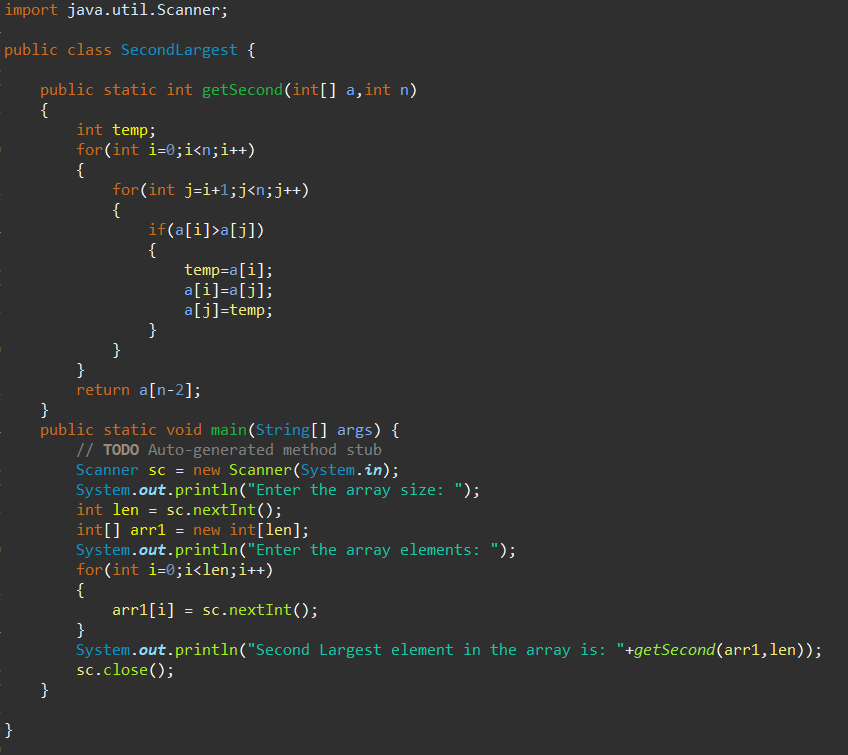 import java.util.Scanner;
public class SecondLargest {
public static int getSecond(int[] a,int n)
{
int temp;
for(int i=0;i<n;i++)
{
for(int j=i+1;j<n;j++)
{
if(a[i]>a[j])
{
temp=a[i];
a[i]=a[j];
a[j]=temp;
}
}
}
return a[n-2];
}
public static void main(String[] args) {
// TODO Auto-generated method stub
Scanner sc = new Scanner(System.in);
System.out.println("Enter the array size: ");
int len = sc.nextInt();
int[] arr1 = new int[len];
System.out.println("Enter the array elements: ");
for(int i=0;i<len;i++)
{
arr1[i] = sc.nextInt();
}
System.out.println("Second Largest element in the array is: "+getSecond(arr1,len));
sc.close();
}
}